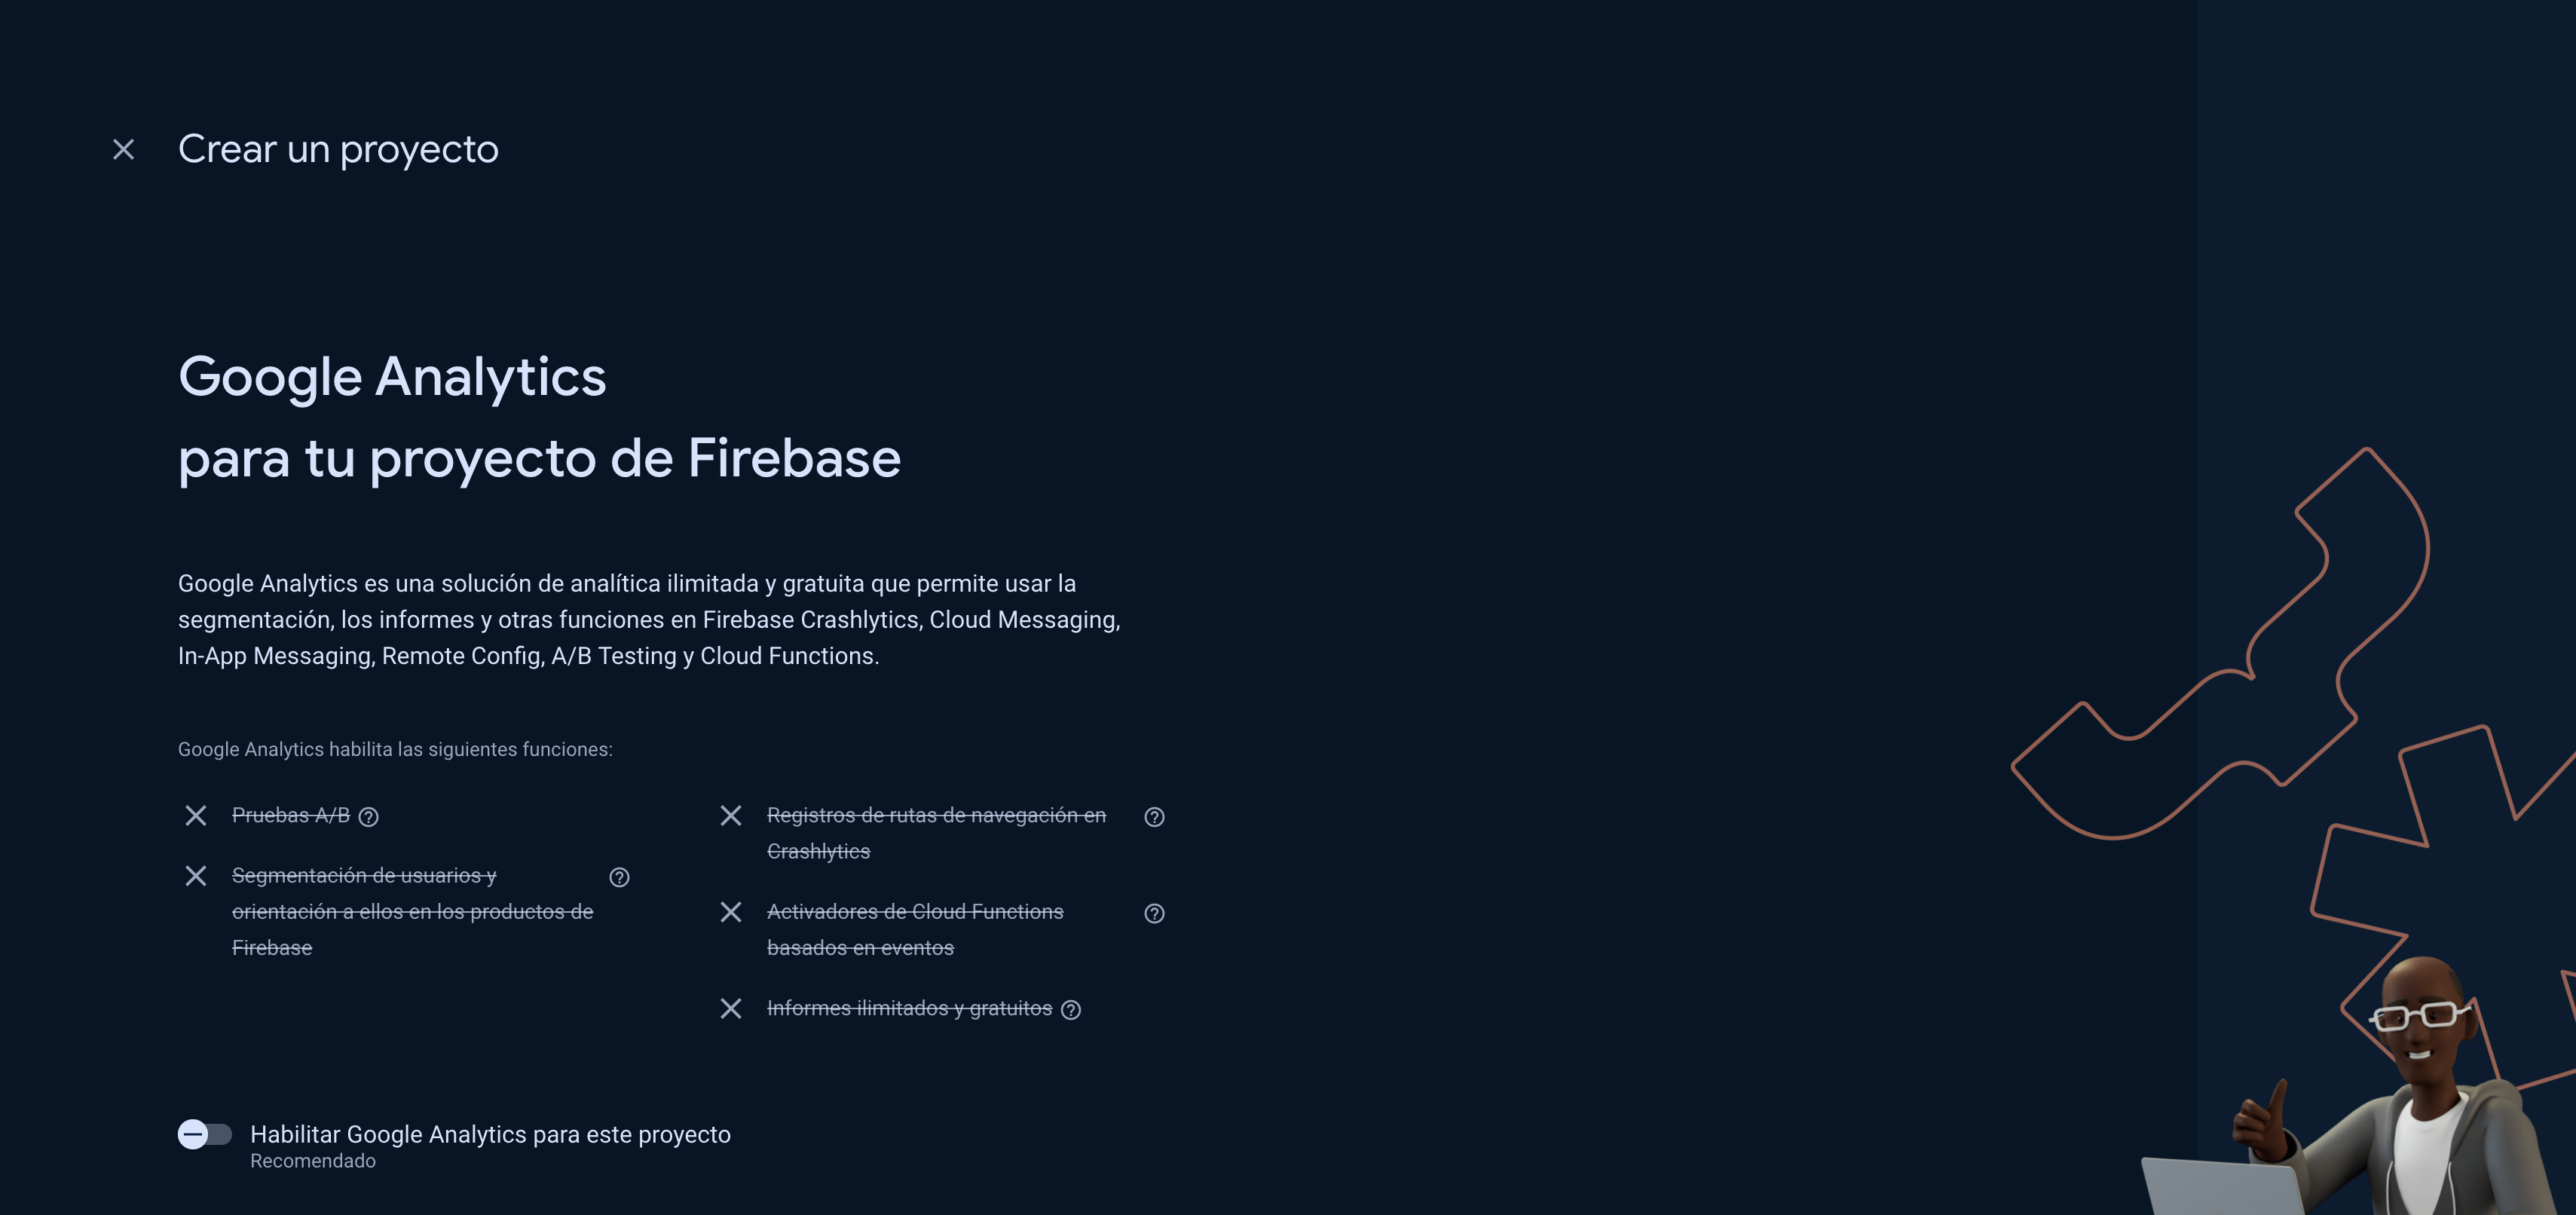 Crear un proyecto
Google Analytics
para tu proyecto de Firebase
Google Analytics es una solución de analítica ilimitada y gratuita que permite usar la
segmentación, los informes y otras funciones en Firebase Crashlytics, Cloud Messaging,
In-App Messaging, Remote Config, A/B Testing y Cloud Functions.
Google Analytics habilita las siguientes funciones:
Pruebas A/B
Segmentación de usuarios y
orientación a ellos en los productos de
Firebase
Registros de rutas de navegación en
Crashlytics
Activadores de Cloud Functions
basados en eventos
Informes ilimitados y gratuitos
Habilitar Google Analytics para este proyecto
Recomendado